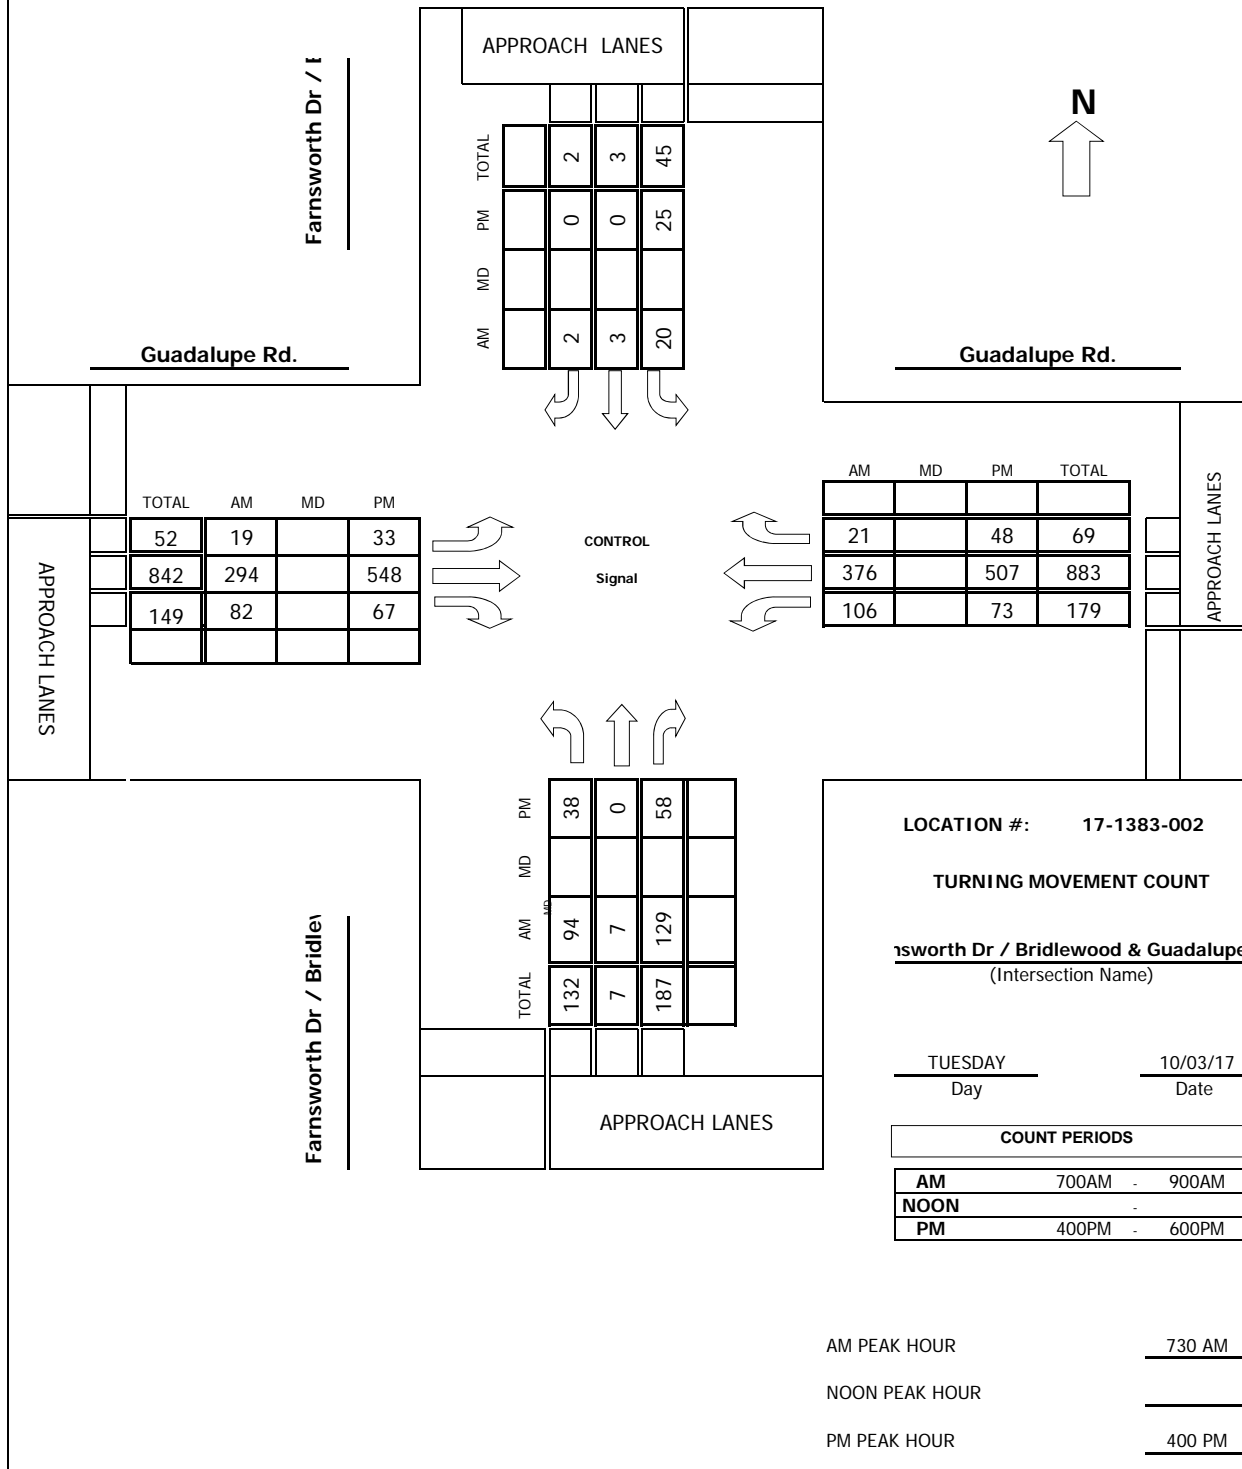 APPROACH LANES
Farnsworth Dr /
N
TOTAL 2 3 45
PM 0 0 25
MD
AM 2 3 20
Guadalupe Rd.
Guadalupe Rd.
TOTAL AM MD PM
52 19 33
842 294 548
149 82 67
APPROACH LANES
CONTROL
Signal
AM MD PM TOTAL
21 48 69
376 507 883
106 73 179
APPROACH LANES
PM 38 0 58
MD
MD
AM 94 7 129
TOTAL 132 7 187
APPROACH LANES
Farnsworth Dr /
LOCATION #: 17-1383-002
TURNING MOVEMENT COUNT
nsworth Dr / Bridlewood & Guadalupe
(Intersection Name)
TUESDAY 10/03/17
Day Date
COUNT PERIODS
AM 700AM - 900AM
NOON -
PM 400PM - 600PM
AM PEAK HOUR 730 AM
NOON PEAK HOUR
PM PEAK HOUR 400 PM